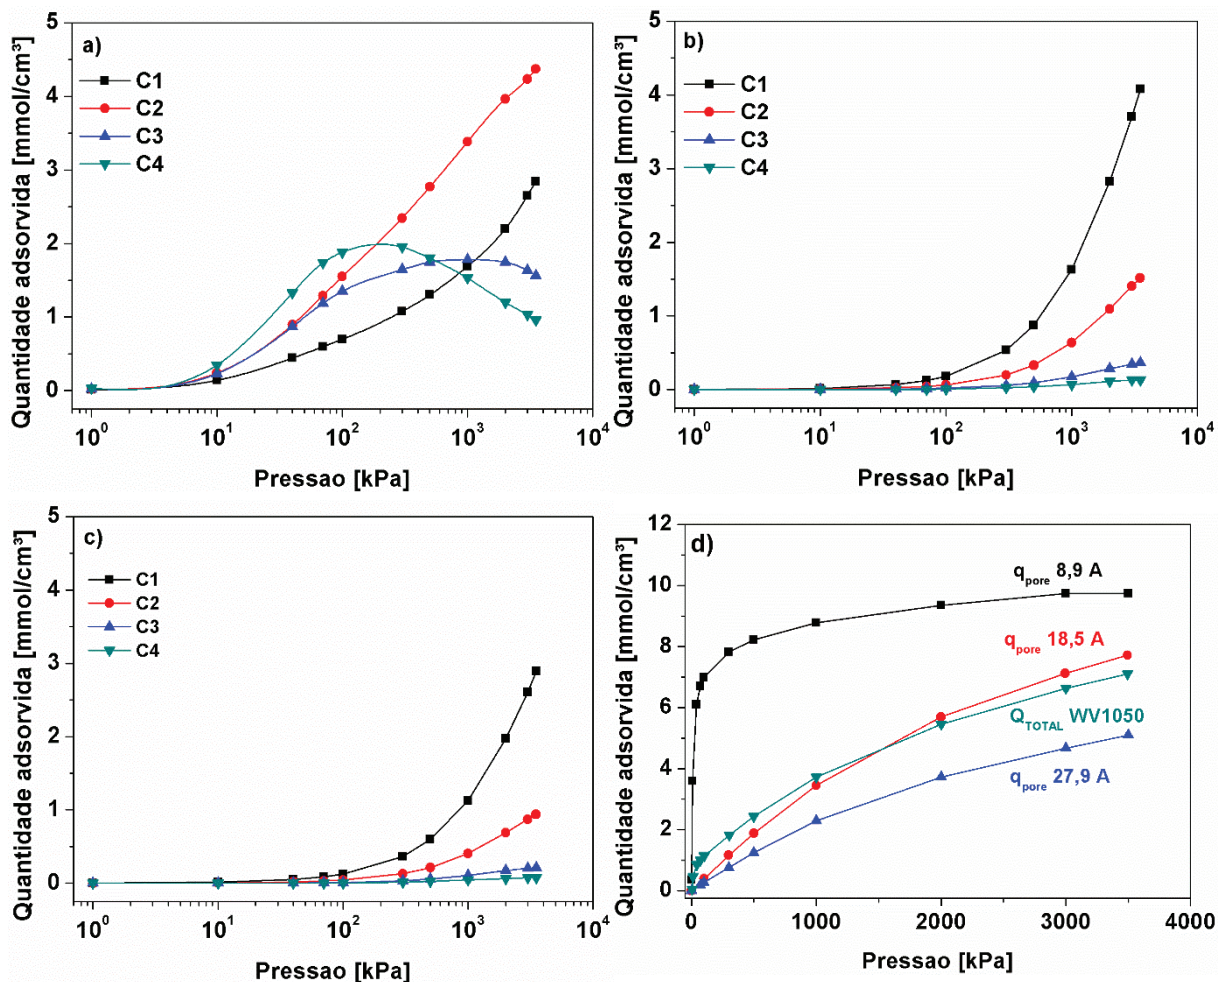 a)
C1
C2
C3
C4
5
4
3
2
1
0
10⁰
10¹
10²
10³
10⁴
Quantidade adsorvida [mmol/cm³]
Pressao [kPa]
b)
C1
C2
C3
C4
5
4
3
2
1
0
10⁰
10¹
10²
10³
10⁴
Quantidade adsorvida [mmol/cm³]
Pressao [kPa]
c)
C1
C2
C3
C4
5
4
3
2
1
0
10⁰
10¹
10²
10³
10⁴
Quantidade adsorvida [mmol/cm³]
Pressao [kPa]
d)
q_pore 8,9 A
q_pore 18,5 A
Q_TOTAL WV1050
q_pore 27,9 A
12
10
8
6
4
2
0
0
1000
2000
3000
4000
Quantidade adsorvida [mmol/cm³]
Pressao [kPa]